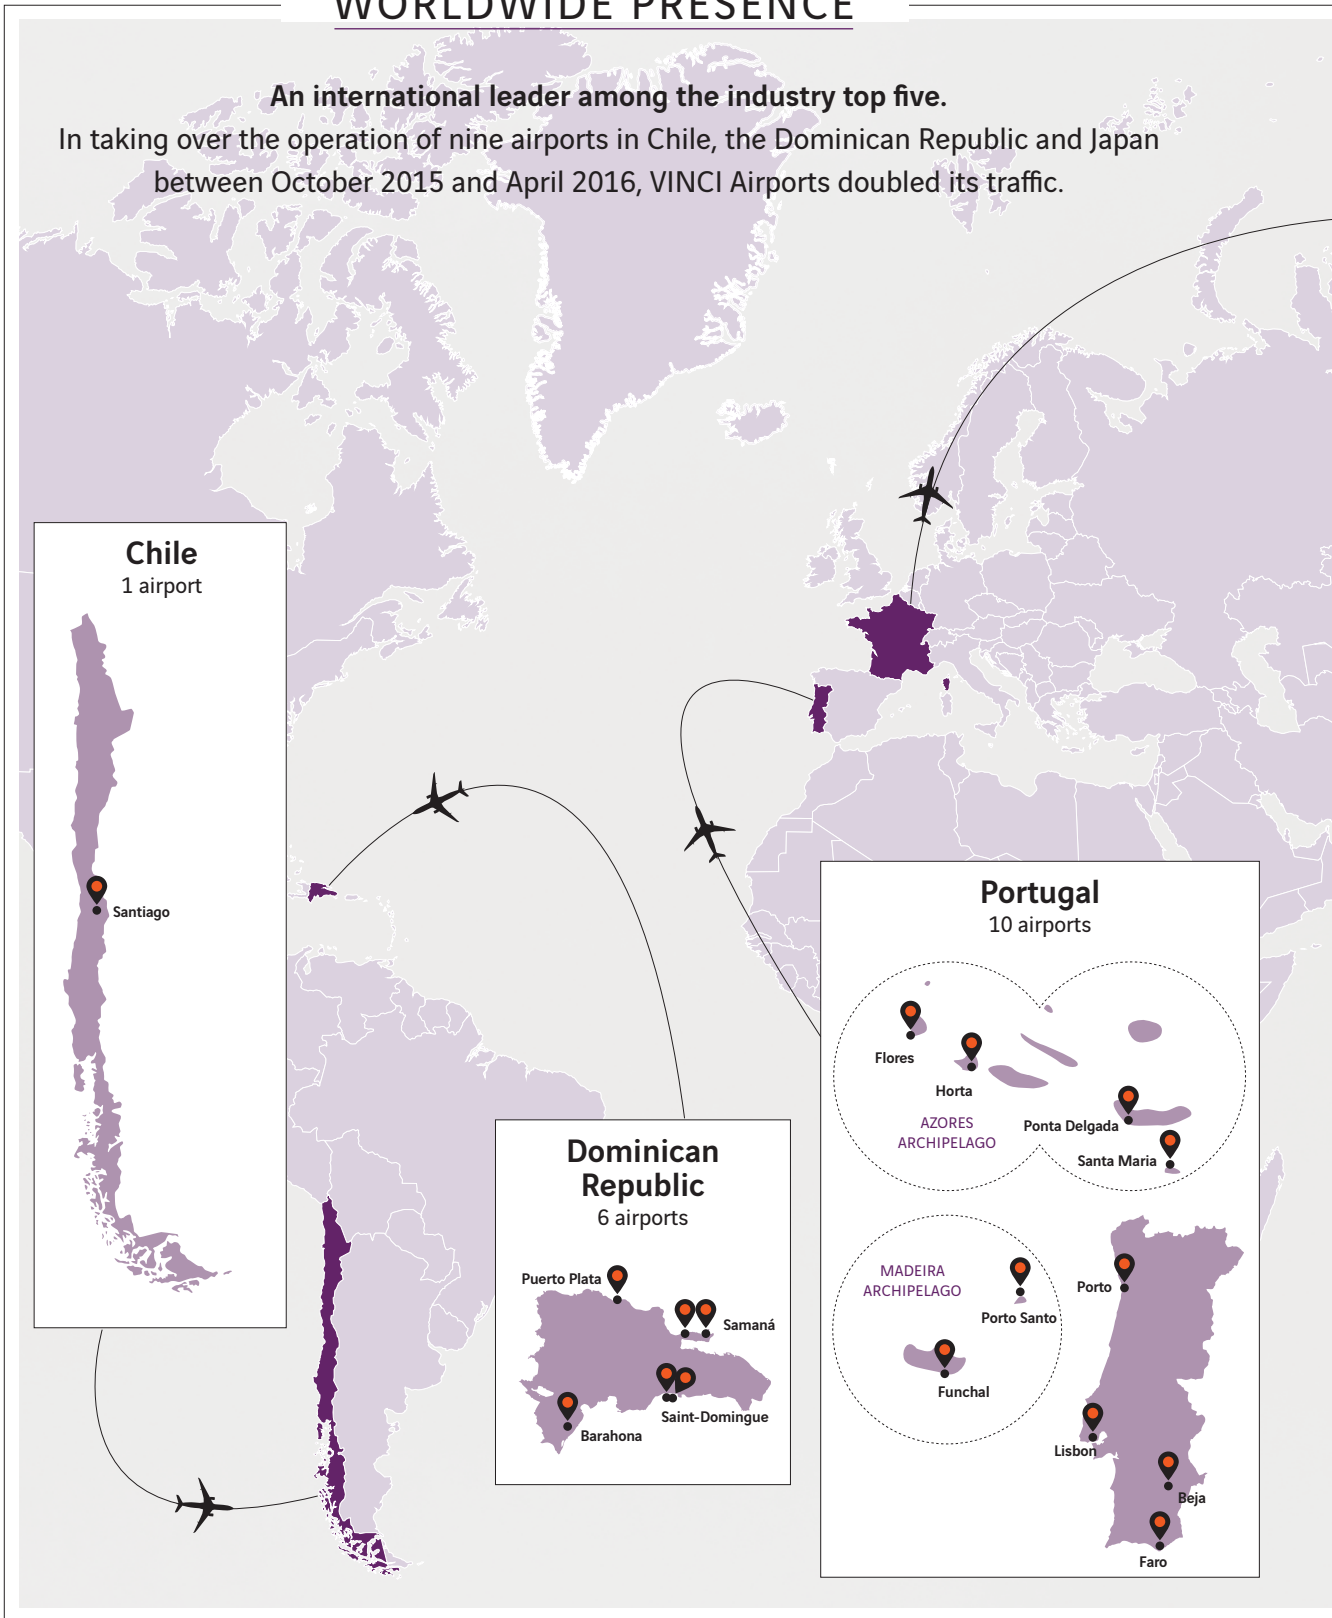 WORLDWIDE PRESENCE
An international leader among the industry top five.
In taking over the operation of nine airports in Chile, the Dominican Republic and Japan
between October 2015 and April 2016, VINCI Airports doubled its traffic.
Chile
1 airport
Santiago
Dominican
Republic
6 airports
Puerto Plata
Samaná
Saint-Domingue
Barahona
Portugal
10 airports
Flores
Horta
AZORES
ARCHIPELAGO
Ponta Delgada
Santa Maria
MADEIRA
ARCHIPELAGO
Porto Santo
Funchal
Porto
Lisbon
Beja
Faro